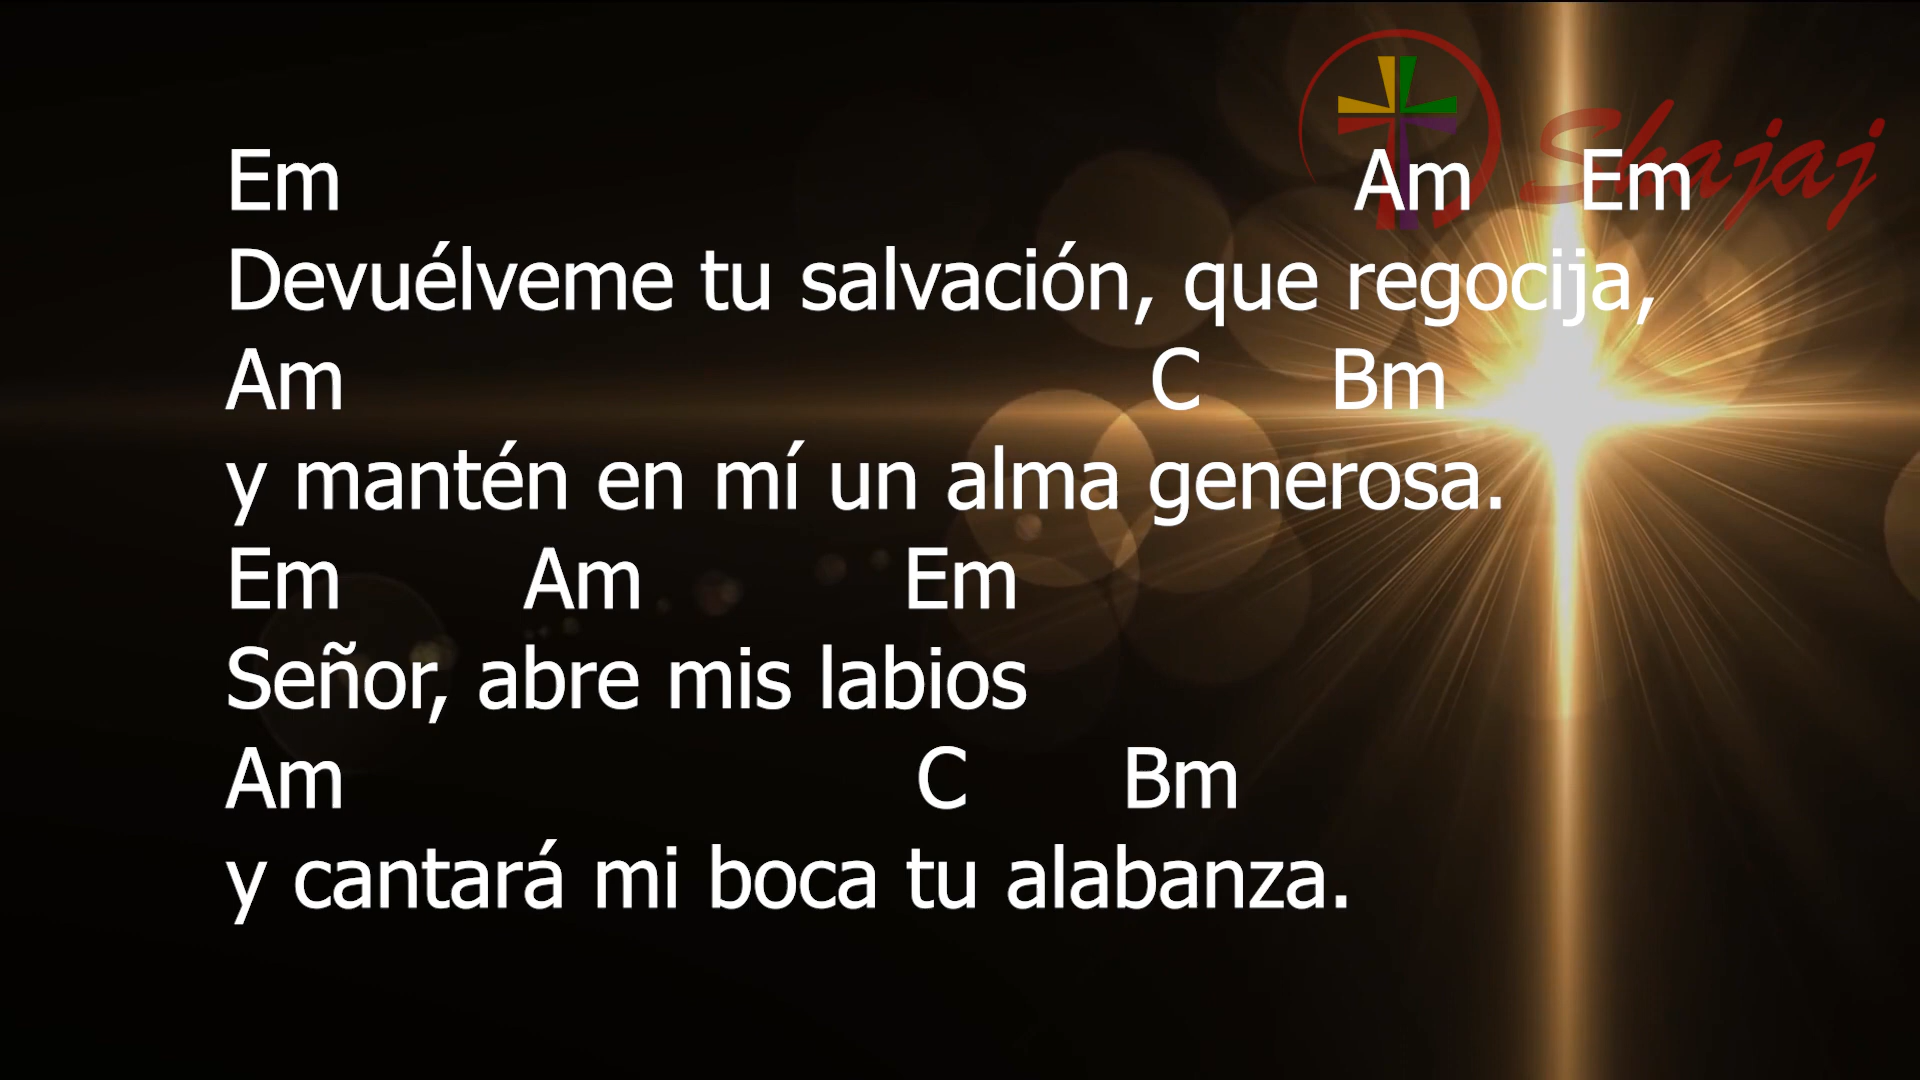 Shajaj
Em Am Em
Devuélveme tu salvación, que regocija,
Am C Bm
y mantén en mí un alma generosa.
Em Am Em
Señor, abre mis labios
Am C Bm
y cantará mi boca tu alabanza.